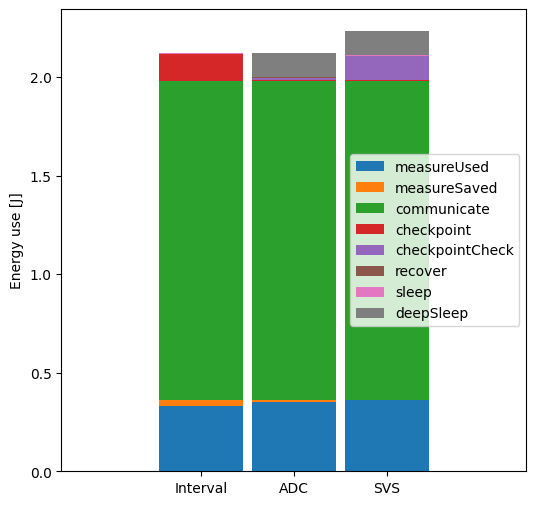 Energy use [J]
2.0
1.5
1.0
0.5
0.0
measureUsed
measureSaved
communicate
checkpoint
checkpointCheck
recover
sleep
deepSleep
Interval
ADC
SVS